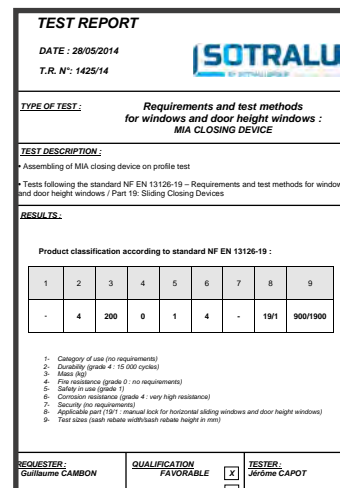 TEST REPORT
DATE : 28/05/2014
SOTRALU
T.R. N°: 1425/14
TYPE OF TEST :
Requirements and test methods
for windows and door height windows :
MIA CLOSING DEVICE
TEST DESCRIPTION :
• Assembling of MIA closing device on profile test
• Tests following the standard NF EN 13126-19 – Requirements and test methods for window
and door height windows / Part 19: Sliding Closing Devices
RESULTS :
Product classification according to standard NF EN 13126-19 :
1 2 3 4 5 6 7 8 9
- 4 200 0 1 4 - 19/1 900/1900
1- Category of use (no requirements)
2- Durability (grade 4 : 15 000 cycles)
3- Mass (kg)
4- Fire resistance (grade 0 : no requirements)
5- Safety in use (grade 1)
6- Corrosion resistance (grade 4 : very high resistance)
7- Security (no requirements)
8- Applicable part (19/1 : manual lock for horizontal sliding windows and door height windows)
9- Test sizes (sash rebate width/sash rebate height in mm)
REQUESTER : QUALIFICATION TESTER :
Guillaume CAMBON FAVORABLE X Jérôme CAPOT